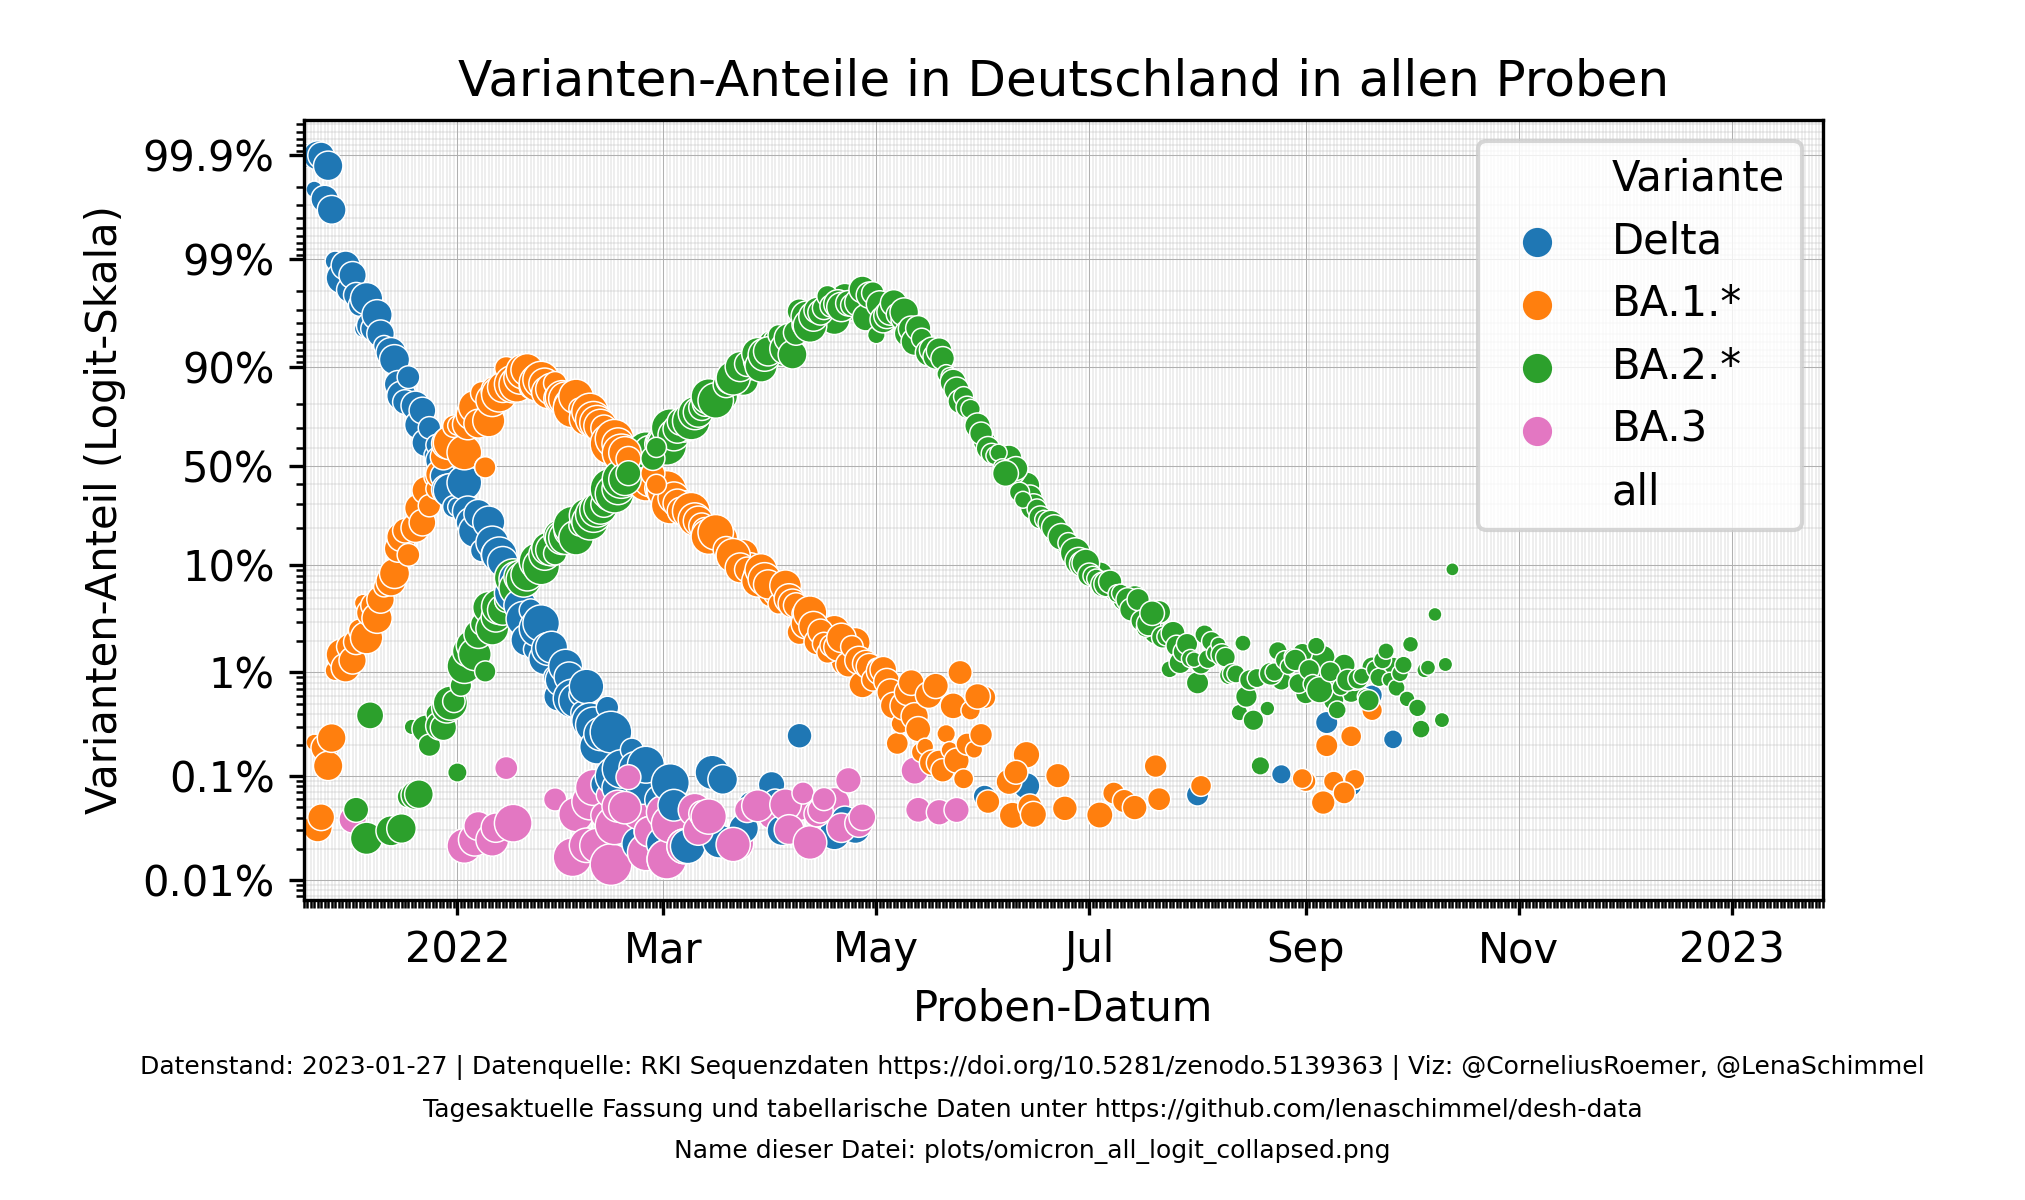 Varianten-Anteile in Deutschland in allen Proben
Varianten-Anteil (Logit-Skala)
99.9%
99%
90%
50%
10%
1%
0.1%
0.01%
Variante
Delta
BA.1.*
BA.2.*
BA.3
all
2022
Mar
May
Jul
Sep
Nov
2023
Proben-Datum
Datenstand: 2023-01-27 | Datenquelle: RKI Sequenzdaten https://doi.org/10.5281/zenodo.5139363 | Viz: @CorneliusRoemer, @LenaSchimmel
Tagesaktuelle Fassung und tabellarische Daten unter https://github.com/lenaschimmel/desh-data
Name dieser Datei: plots/omicron_all_logit_collapsed.png